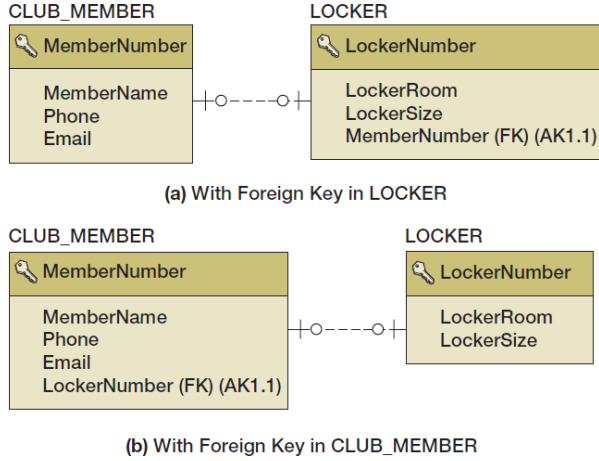 CLUB_MEMBER
MemberNumber
MemberName
Phone
Email
LOCKER
LockerNumber
LockerRoom
LockerSize
MemberNumber (FK) (AK1.1)
(a) With Foreign Key in LOCKER
CLUB_MEMBER
MemberNumber
MemberName
Phone
Email
LockerNumber (FK) (AK1.1)
LOCKER
LockerNumber
LockerRoom
LockerSize
(b) With Foreign Key in CLUB_MEMBER